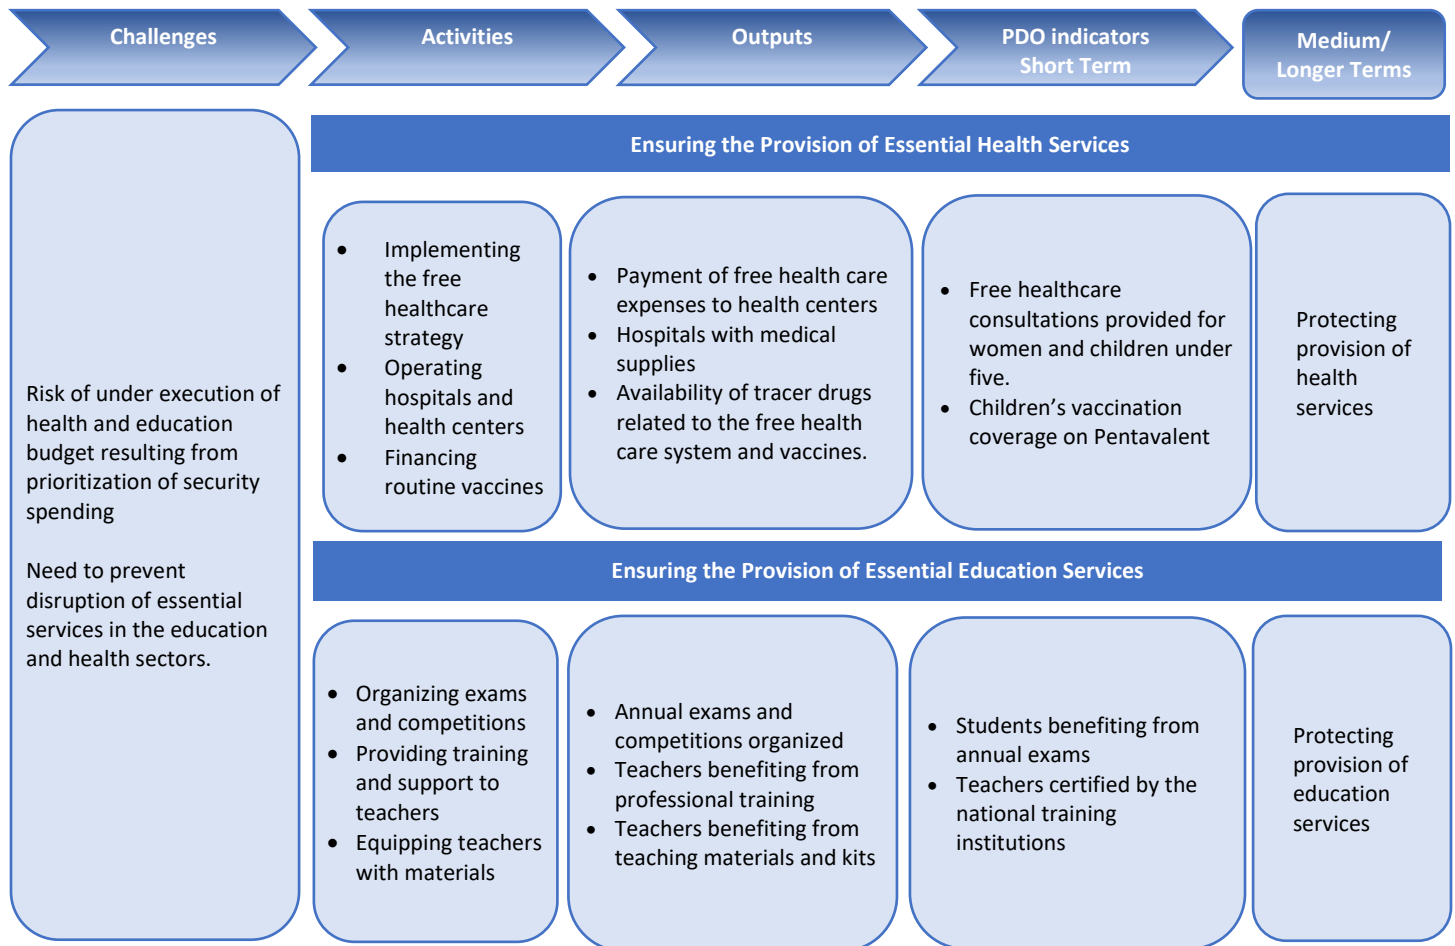 Challenges
Activities
Outputs
PDO indicators
Short Term
Medium/
Longer Terms
Risk of under execution of
health and education
budget resulting from
prioritization of security
spending
Need to prevent
disruption of essential
services in the education
and health sectors.
Ensuring the Provision of Essential Health Services
• Implementing
the free
healthcare
strategy
• Operating
hospitals and
health centers
• Financing
routine vaccines
• Payment of free health care
expenses to health centers
• Hospitals with medical
supplies
• Availability of tracer drugs
related to the free health
care system and vaccines.
• Free healthcare
consultations provided for
women and children under
five.
• Children’s vaccination
coverage on Pentavalent
Protecting
provision of
health
services
Ensuring the Provision of Essential Education Services
• Organizing exams
and competitions
• Providing training
and support to
teachers
• Equipping teachers
with materials
• Annual exams and
competitions organized
• Teachers benefiting from
professional training
• Teachers benefiting from
teaching materials and kits
• Students benefiting from
annual exams
• Teachers certified by the
national training
institutions
Protecting
provision of
education
services